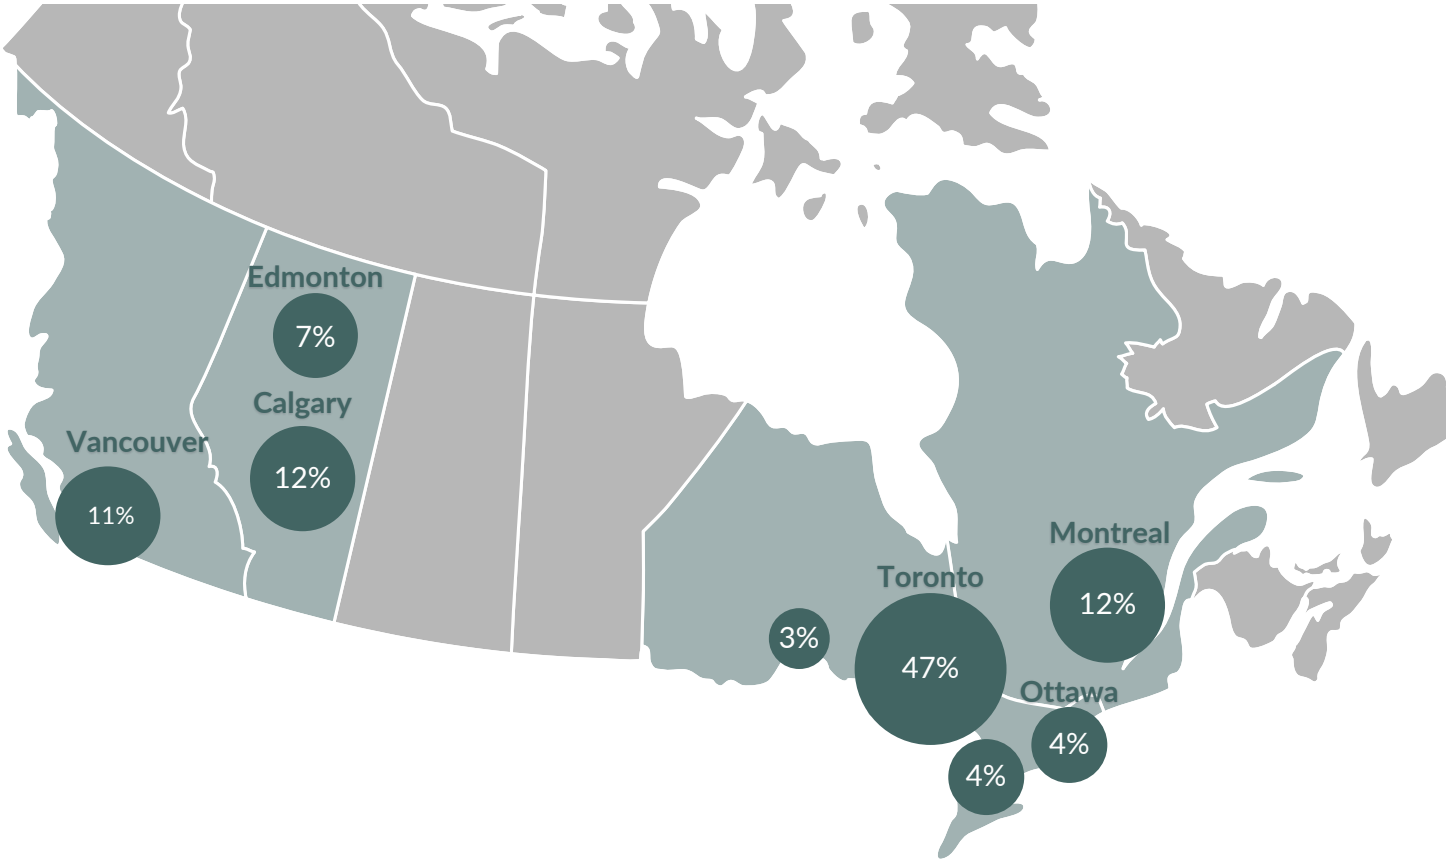 Edmonton
7%
Calgary
12%
Vancouver
11%
Montreal
12%
Toronto
47%
3%
Ottawa
4%
4%